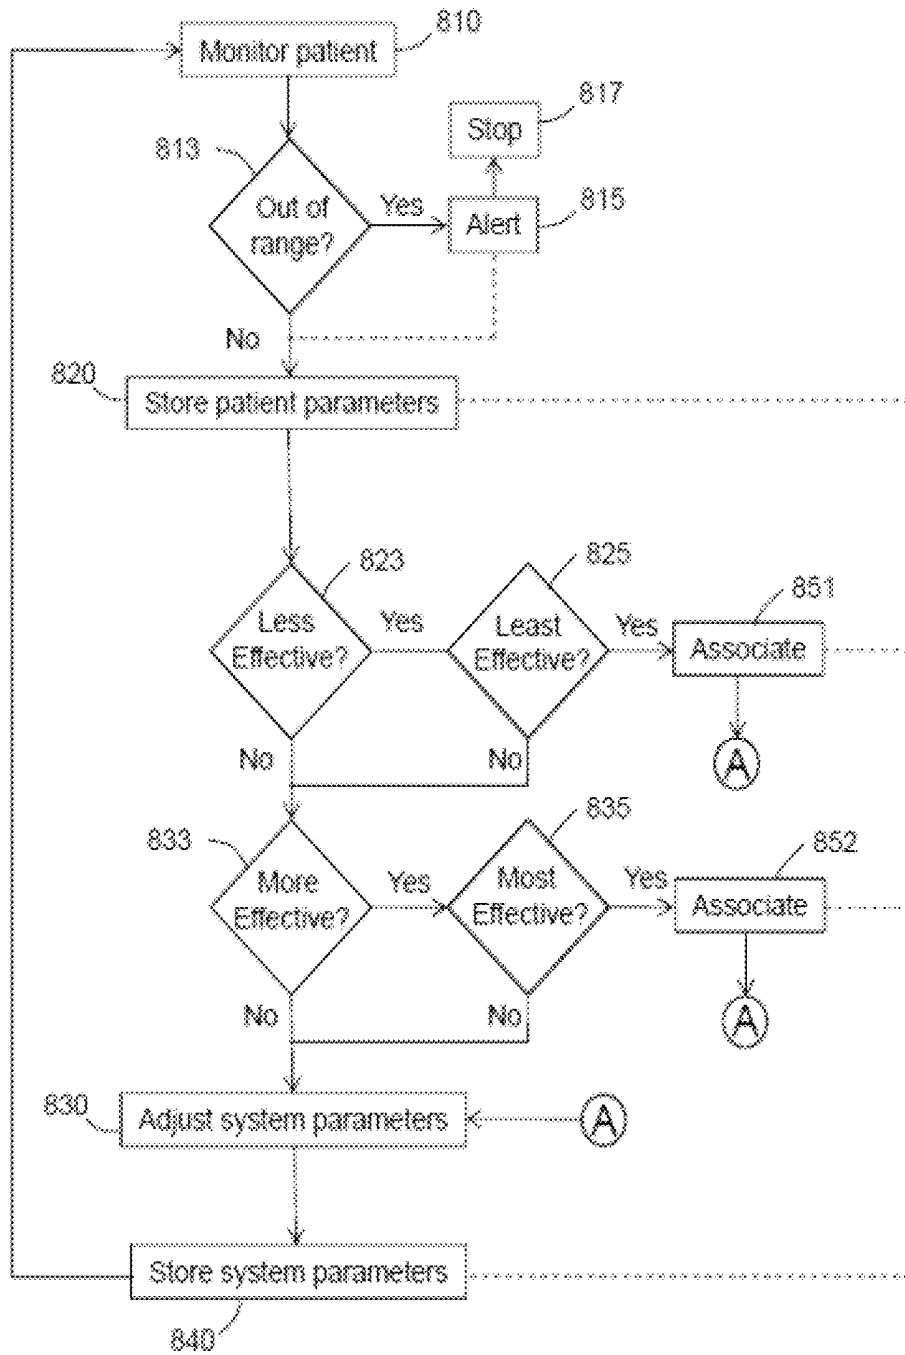 810
Monitor patient
817
Stop
813
815
Out of
range?
Yes
Alert
No
820
Store patient parameters
823
825
851
Less
Effective?
Yes
Least
Effective?
Yes
Associate
No
No
A
833
835
852
More
Effective?
Yes
Most
Effective?
Yes
Associate
No
No
A
830
Adjust system parameters
A
Store system parameters
840